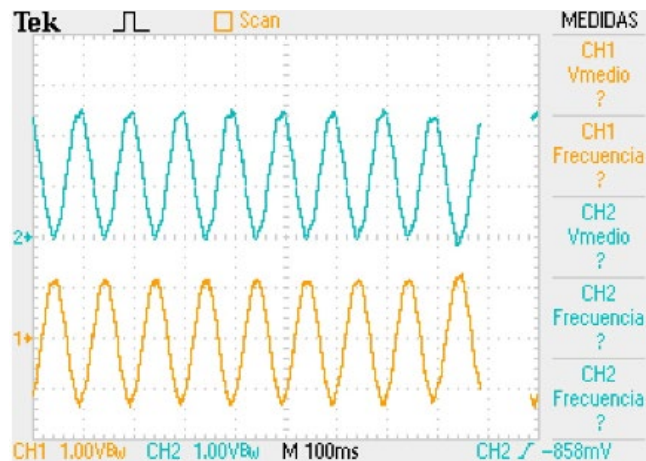 Tek Scan MEDIDAS
CH1
Vmedio
?
CH1
Frecuencia
?
CH2
Vmedio
?
CH2
Frecuencia
?
CH2
Frecuencia
?
2
1
CH1 1.00VBw CH2 1.00VBw M 100ms CH2 -858mV